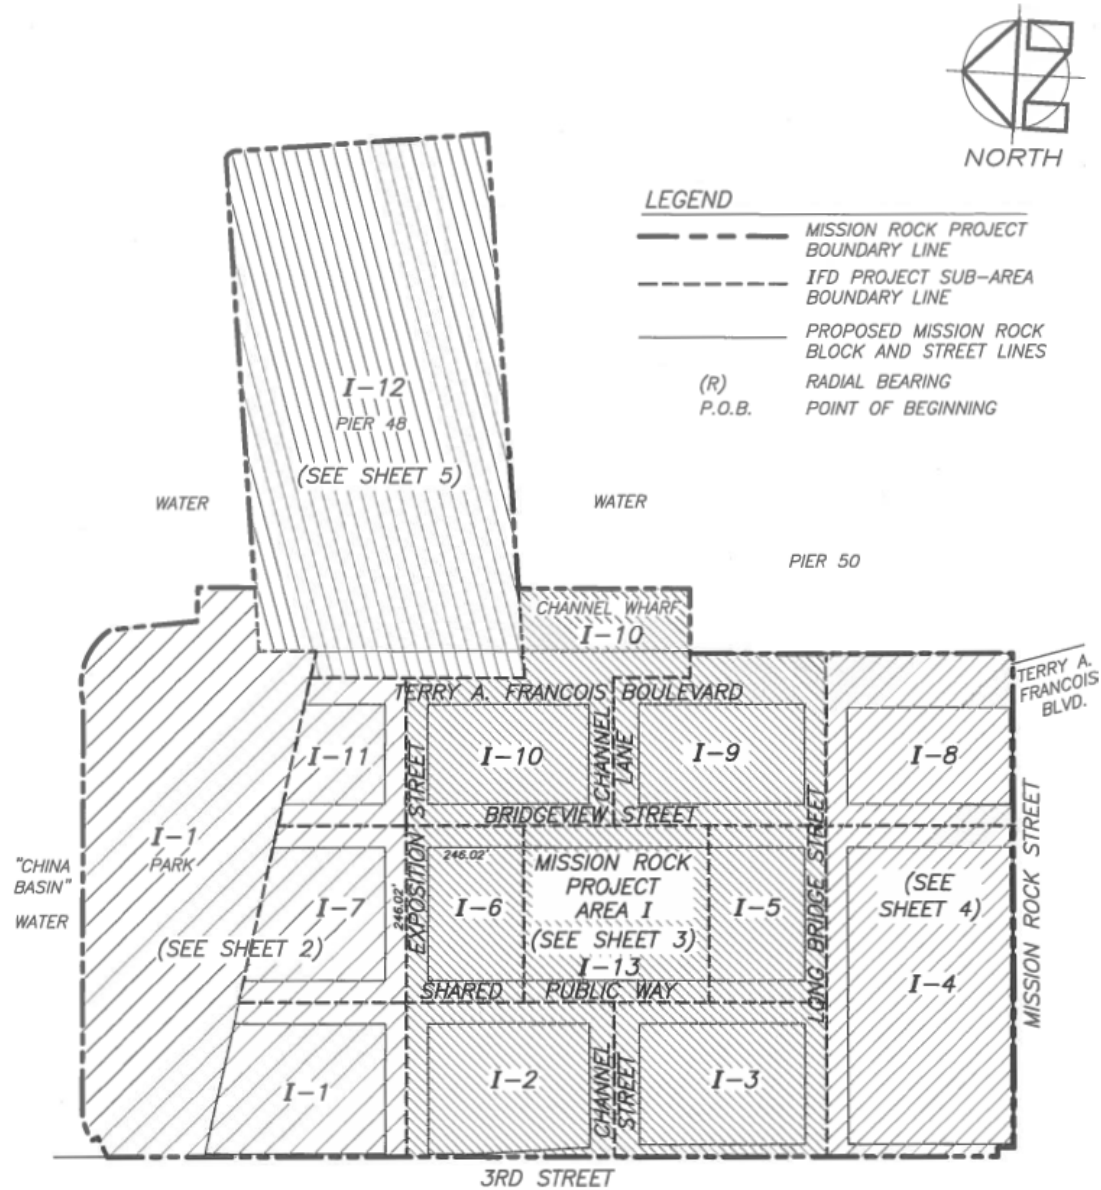 NORTH
LEGEND
MISSION ROCK PROJECT
BOUNDARY LINE
IFD PROJECT SUB-AREA
BOUNDARY LINE
PROPOSED MISSION ROCK
BLOCK AND STREET LINES
(R) RADIAL BEARING
P.O.B. POINT OF BEGINNING
I-12
PIER 48
(SEE SHEET 5)
WATER
WATER
PIER 50
CHANNEL WHARF
I-10
TERRY A.
FRANCOIS
BLVD.
TERRY A. FRANCOIS BOULEVARD
I-11
EXPOSITION STREET
I-10
CHANNEL
LANE
I-9
LONG BRIDGE STREET
I-8
MISSION ROCK STREET
BRIDGEVIEW STREET
I-1
PARK
"CHINA
BASIN"
WATER
(SEE SHEET 2)
I-7
246.02'
246.02'
I-6
MISSION ROCK
PROJECT
AREA I
(SEE SHEET 3)
I-13
I-5
(SEE
SHEET 4)
I-4
SHARED PUBLIC WAY
I-1
I-2
CHANNEL
STREET
I-3
3RD STREET